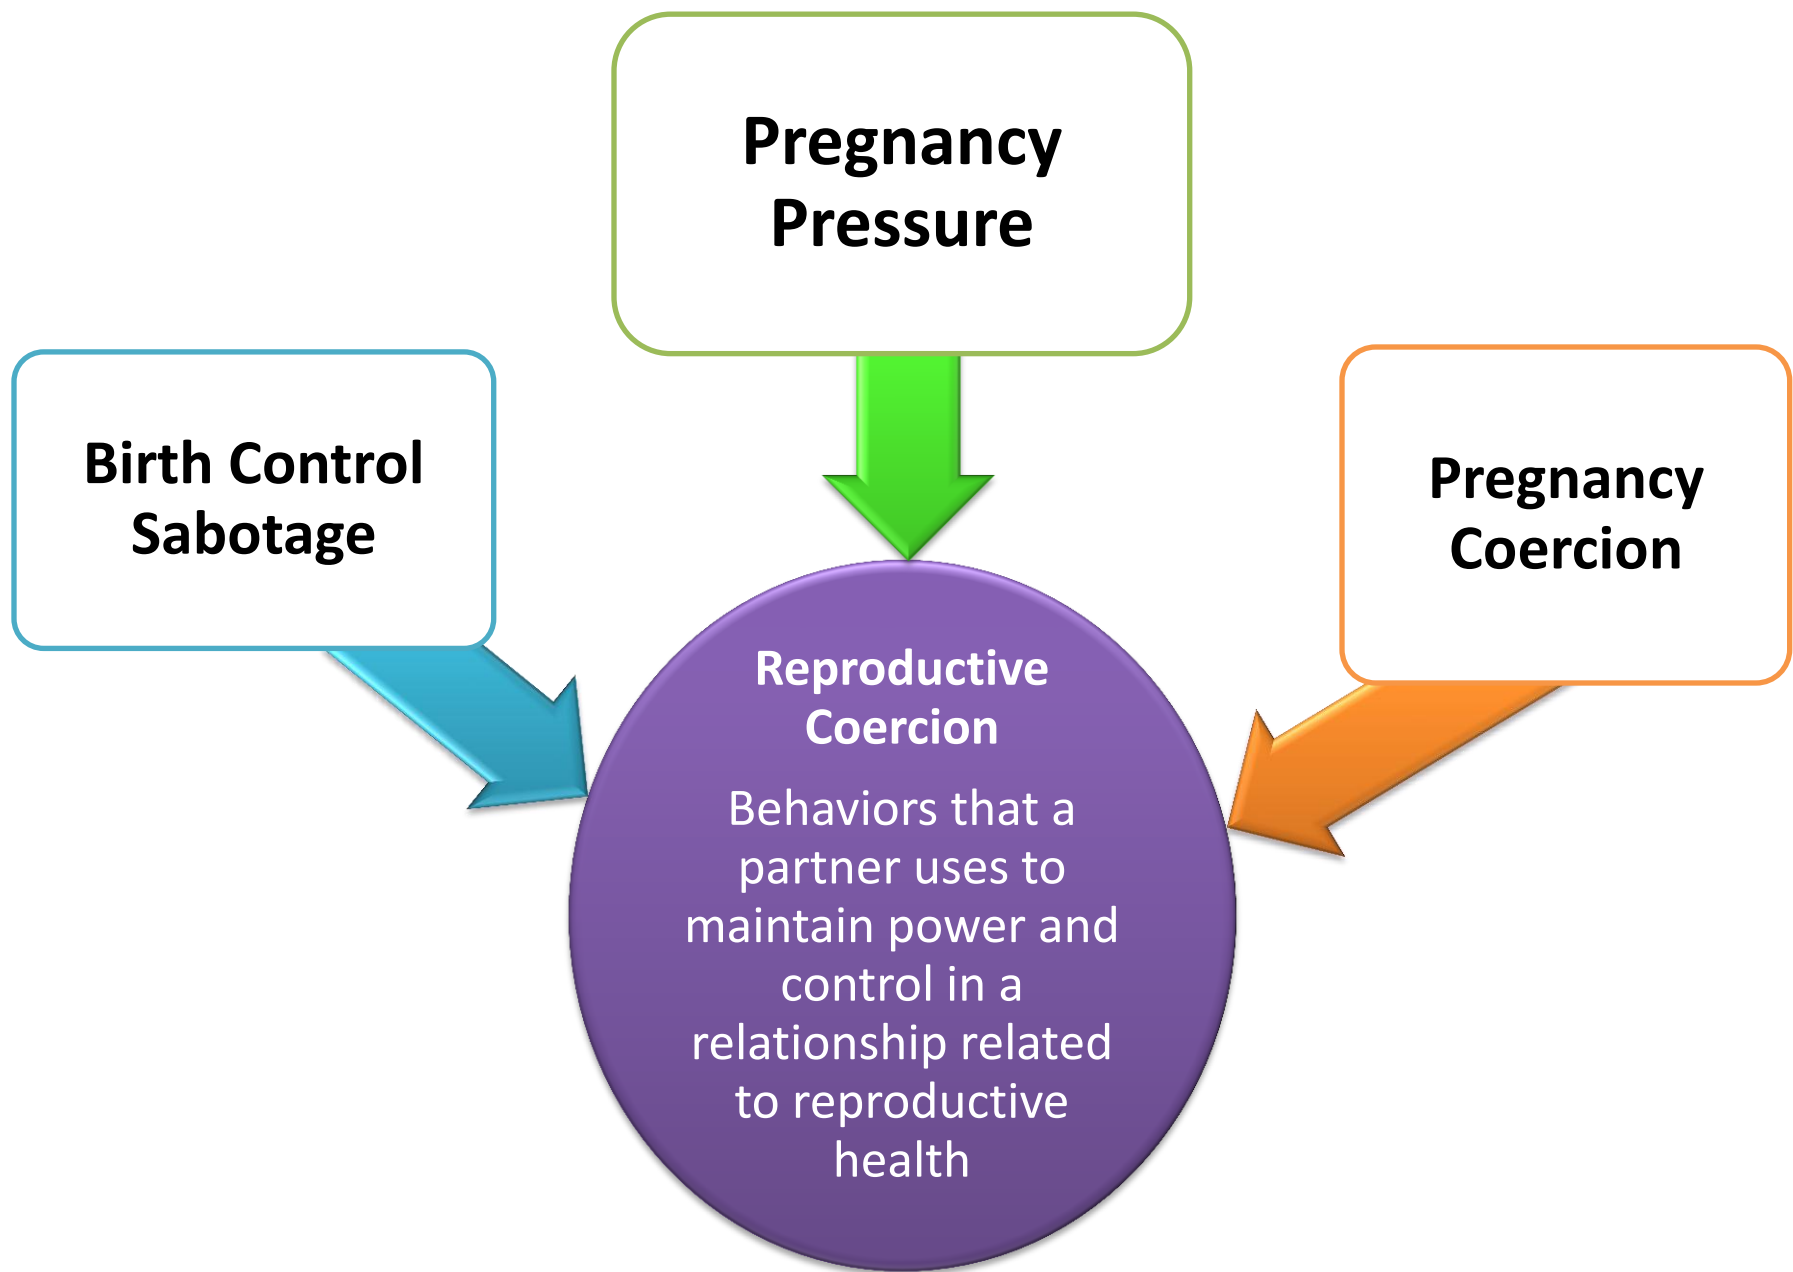 Pregnancy
Pressure
Birth Control
Sabotage
Pregnancy
Coercion
Reproductive
Coercion
Behaviors that a
partner uses to
maintain power and
control in a
relationship related
to reproductive
health